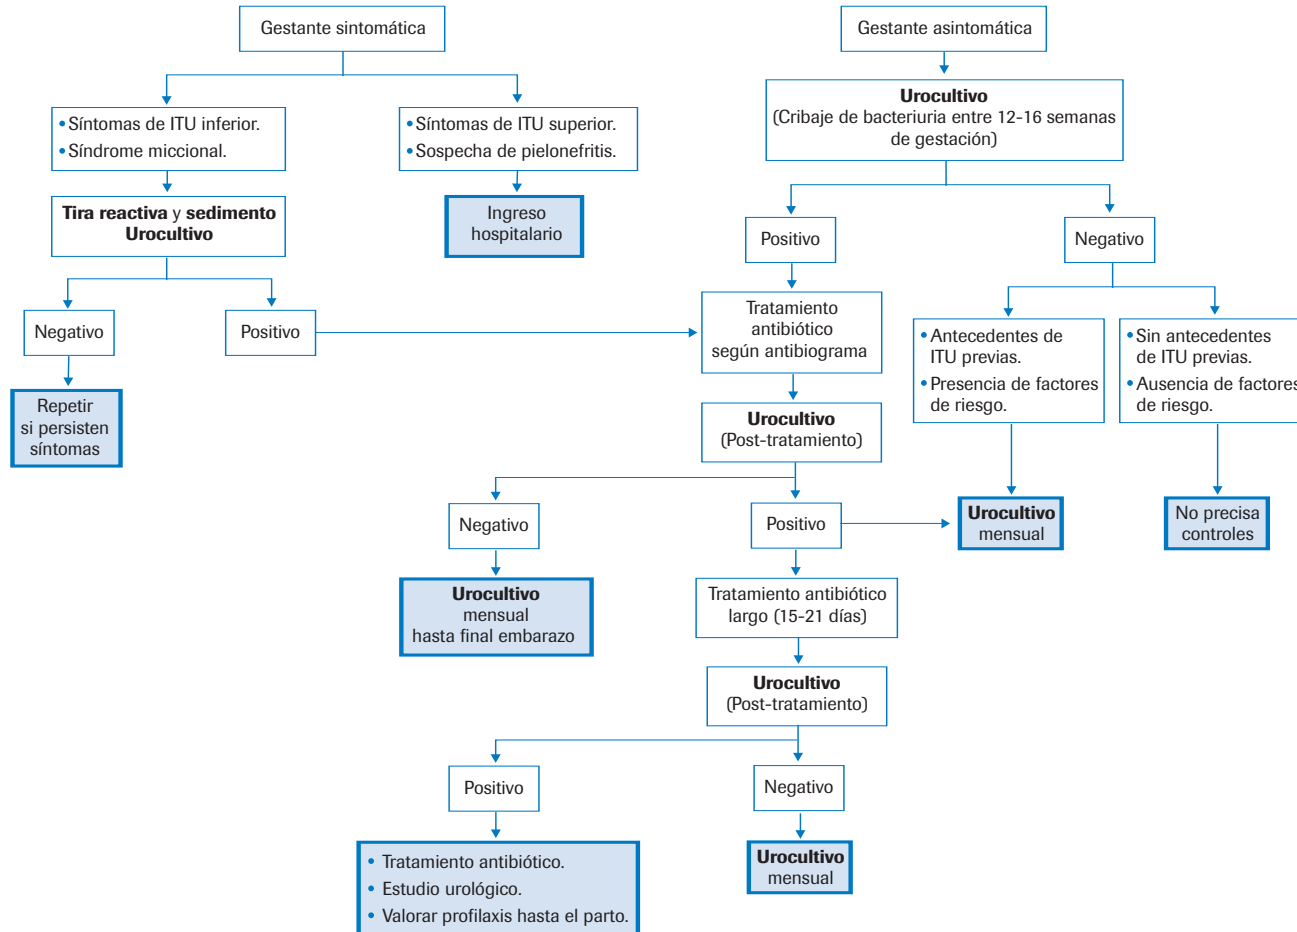 Gestante sintomática
Gestante asintomática
• Síntomas de ITU inferior.
• Síndrome miccional.
• Síntomas de ITU superior.
• Sospecha de pielonefritis.
Urocultivo
(Cribaje de bacteriuria entre 12-16 semanas
de gestación)
Tira reactiva y sedimento
Urocultivo
Ingreso
hospitalario
Positivo
Negativo
Negativo
Positivo
Tratamiento
antibiótico
según antibiograma
• Antecedentes de
ITU previas.
• Presencia de factores
de riesgo.
• Sin antecedentes
de ITU previas.
• Ausencia de factores
de riesgo.
Repetir
si persisten
síntomas
Urocultivo
(Post-tratamiento)
Negativo
Positivo
Urocultivo
mensual
No precisa
controles
Urocultivo
mensual
hasta final embarazo
Tratamiento antibiótico
largo (15-21 días)
Urocultivo
(Post-tratamiento)
Positivo
Negativo
• Tratamiento antibiótico.
• Estudio urológico.
• Valorar profilaxis hasta el parto.
Urocultivo
mensual